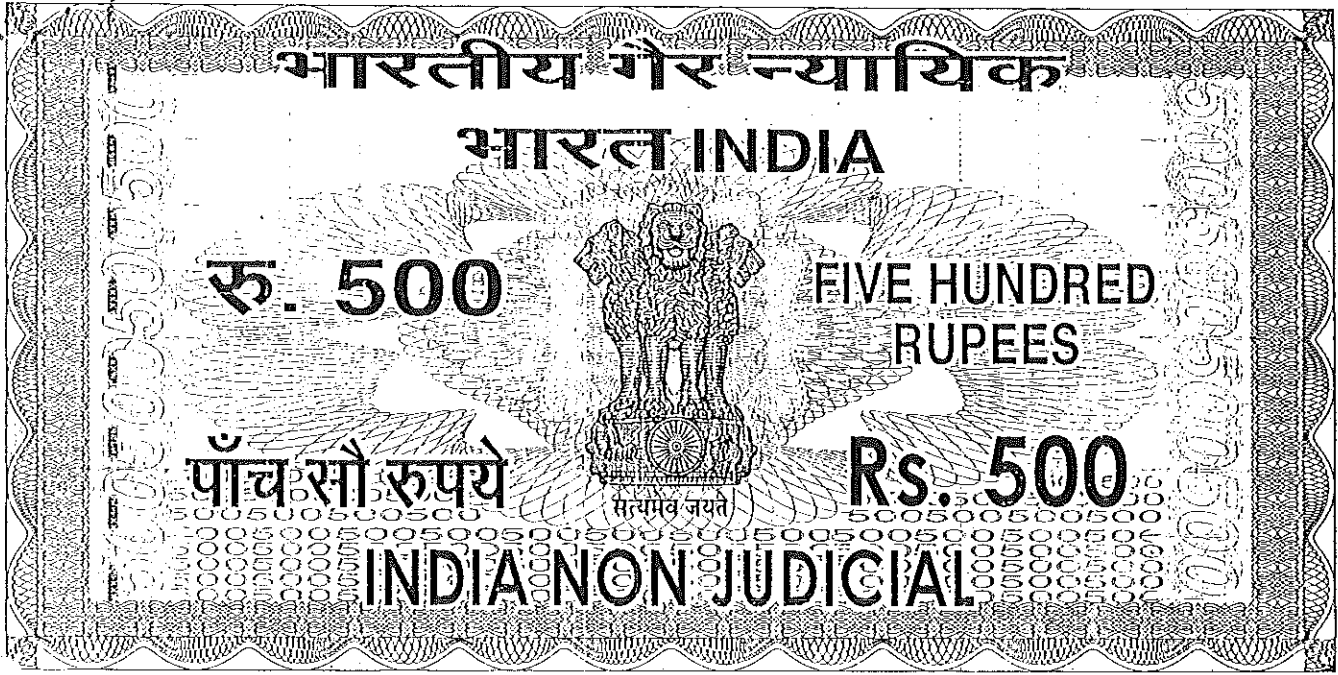 भारतीय गैर न्यायिक
भारत INDIA
रु. 500
FIVE HUNDRED
RUPEES
पाँच सौ रुपये
Rs. 500
सत्यमेव जयते
INDIA NON JUDICIAL